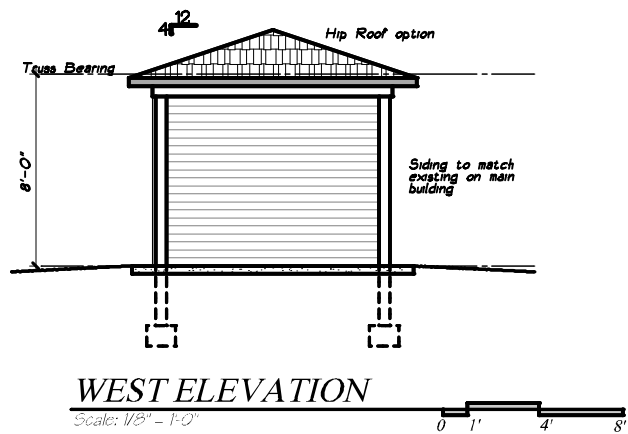 12
4
Hip Roof option
Truss Bearing
8'-0"
Siding to match
existing on main
building
WEST ELEVATION
Scale: 1/8" = 1'-0"
0 1' 4' 8'